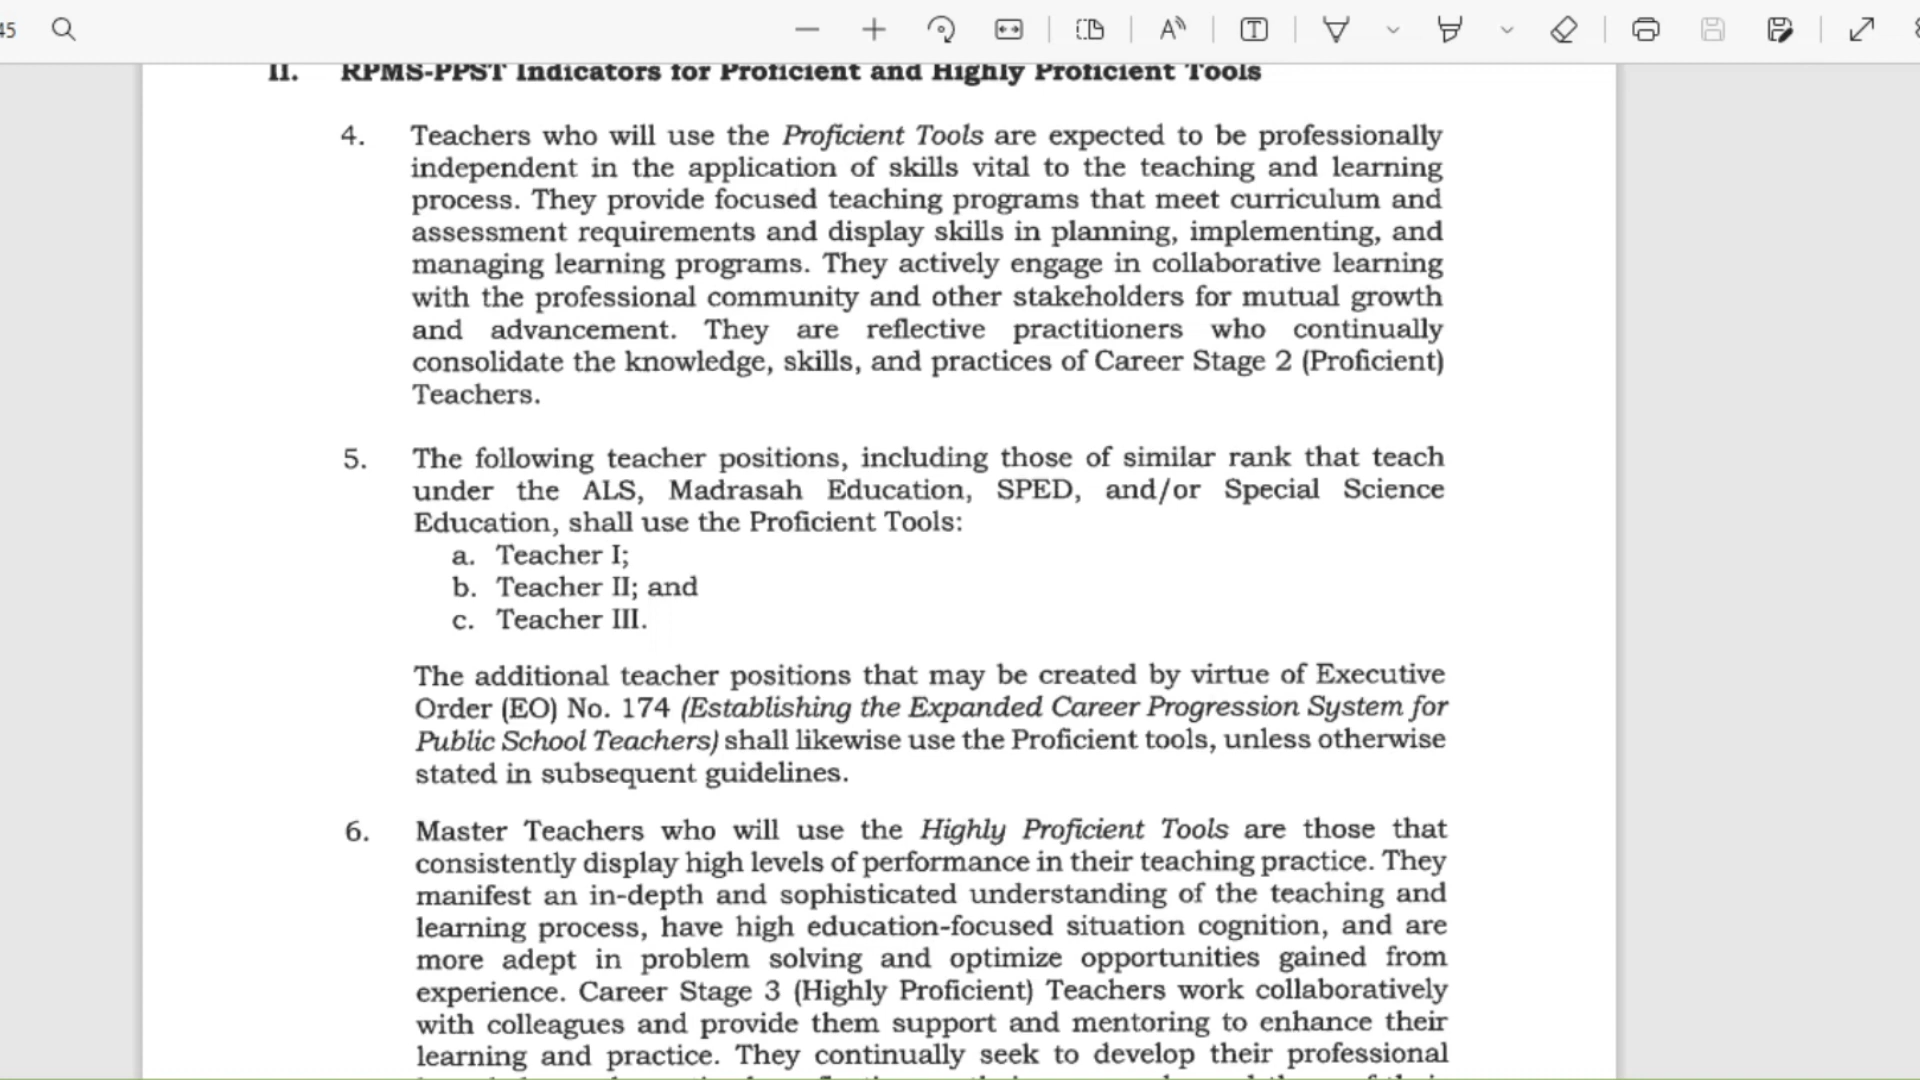 45
II. RPMS-PPST Indicators for Proficient and Highly Proficient Tools
4. Teachers who will use the Proficient Tools are expected to be professionally
independent in the application of skills vital to the teaching and learning
process. They provide focused teaching programs that meet curriculum and
assessment requirements and display skills in planning, implementing, and
managing learning programs. They actively engage in collaborative learning
with the professional community and other stakeholders for mutual growth
and advancement. They are reflective practitioners who continually
consolidate the knowledge, skills, and practices of Career Stage 2 (Proficient)
Teachers.
5. The following teacher positions, including those of similar rank that teach
under the ALS, Madrasah Education, SPED, and/or Special Science
Education, shall use the Proficient Tools:
a. Teacher I;
b. Teacher II; and
c. Teacher III.
The additional teacher positions that may be created by virtue of Executive
Order (EO) No. 174 (Establishing the Expanded Career Progression System for
Public School Teachers) shall likewise use the Proficient tools, unless otherwise
stated in subsequent guidelines.
6. Master Teachers who will use the Highly Proficient Tools are those that
consistently display high levels of performance in their teaching practice. They
manifest an in-depth and sophisticated understanding of the teaching and
learning process, have high education-focused situation cognition, and are
more adept in problem solving and optimize opportunities gained from
experience. Career Stage 3 (Highly Proficient) Teachers work collaboratively
with colleagues and provide them support and mentoring to enhance their
learning and practice. They continually seek to develop their professional